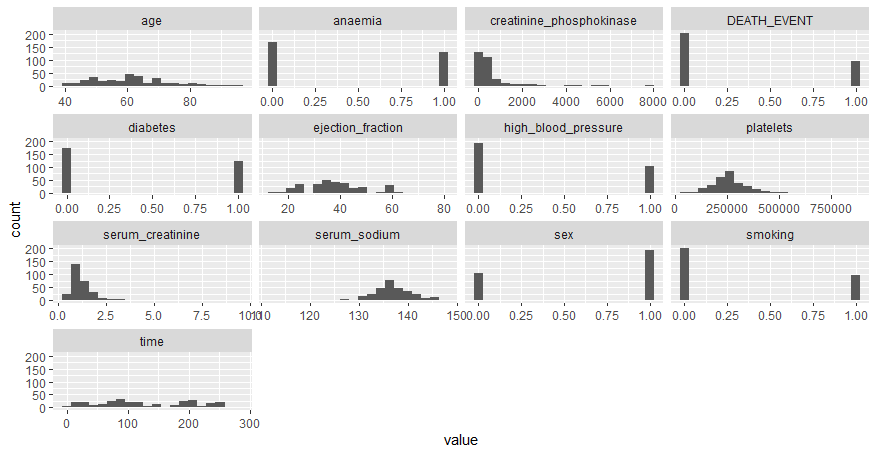 age anaemia creatinine_phosphokinase DEATH_EVENT
200
150
100
50
0
40 60 80 0.00 0.25 0.50 0.75 1.00 0 2000 4000 6000 8000 0.00 0.25 0.50 0.75 1.00
diabetes ejection_fraction high_blood_pressure platelets
200
150
100
50
0
0.00 0.25 0.50 0.75 1.00 20 40 60 80 0.00 0.25 0.50 0.75 1.00 0 250000 500000 750000
count
serum_creatinine serum_sodium sex smoking
200
150
100
50
0
0.0 2.5 5.0 7.5 10.0 110 120 130 140 150 0.00 0.25 0.50 0.75 1.00 0.00 0.25 0.50 0.75 1.00
time
200
150
100
50
0
0 100 200 300
value